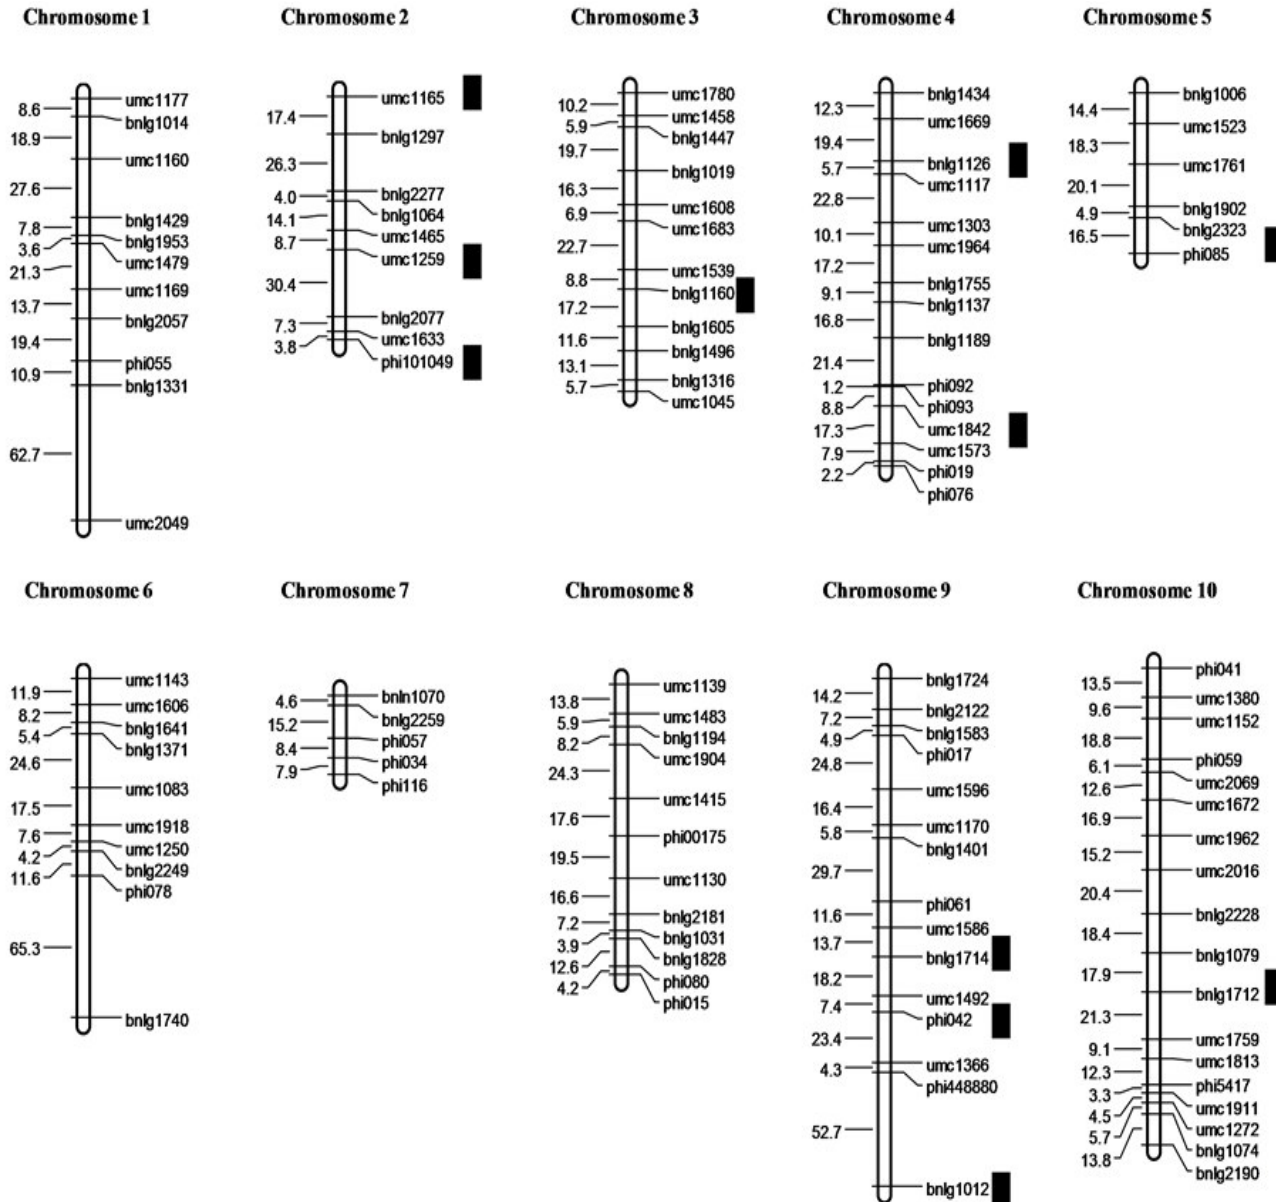 Chromosome 1
8.6
18.9
27.6
7.8
3.6
21.3
13.7
19.4
10.9
62.7
umc1177
bnlg1014
umc1160
bnlg1429
bnlg1953
umc1479
umc1169
bnlg2057
phi055
bnlg1331
umc2049
Chromosome 2
17.4
26.3
4.0
14.1
8.7
30.4
7.3
3.8
umc1165
bnlg1297
bnlg2277
bnlg1064
umc1465
umc1259
bnlg2077
umc1633
phi101049
Chromosome 3
10.2
5.9
19.7
16.3
6.9
22.7
8.8
17.2
11.6
13.1
5.7
umc1780
umc1458
bnlg1447
bnlg1019
umc1608
umc1683
umc1539
bnlg1160
bnlg1605
bnlg1496
bnlg1316
umc1045
Chromosome 4
12.3
19.4
5.7
22.8
10.1
17.2
9.1
16.8
21.4
1.2
8.8
17.3
7.9
2.2
bnlg1434
umc1669
bnlg1126
umc1117
umc1303
umc1964
bnlg1755
bnlg1137
bnlg1189
phi092
phi093
umc1842
umc1573
phi019
phi076
Chromosome 5
14.4
18.3
20.1
4.9
16.5
bnlg1006
umc1523
umc1761
bnlg1902
bnlg2323
phi085
Chromosome 6
11.9
8.2
5.4
24.6
17.5
7.6
4.2
11.6
65.3
umc1143
umc1606
bnlg1641
bnlg1371
umc1083
umc1918
umc1250
bnlg2249
phi078
bnlg1740
Chromosome 7
4.6
15.2
8.4
7.9
bnln1070
bnlg2259
phi057
phi034
phi116
Chromosome 8
13.8
5.9
8.2
24.3
17.6
19.5
16.6
7.2
3.9
12.6
4.2
umc1139
umc1483
bnlg1194
umc1904
umc1415
phi00175
umc1130
bnlg2181
bnlg1031
bnlg1828
phi080
phi015
Chromosome 9
14.2
7.2
4.9
24.8
16.4
5.8
29.7
11.6
13.7
18.2
7.4
23.4
4.3
52.7
bnlg1724
bnlg2122
bnlg1583
phi017
umc1596
umc1170
bnlg1401
phi061
umc1586
bnlg1714
umc1492
phi042
umc1366
phi448880
bnlg1012
Chromosome 10
13.5
9.6
18.8
6.1
12.6
16.9
15.2
20.4
18.4
17.9
21.3
9.1
12.3
3.3
4.5
5.7
13.8
phi041
umc1380
umc1152
phi059
umc2069
umc1672
umc1962
umc2016
bnlg2228
bnlg1079
bnlg1712
umc1759
umc1813
phi5417
umc1911
umc1272
bnlg1074
bnlg2190